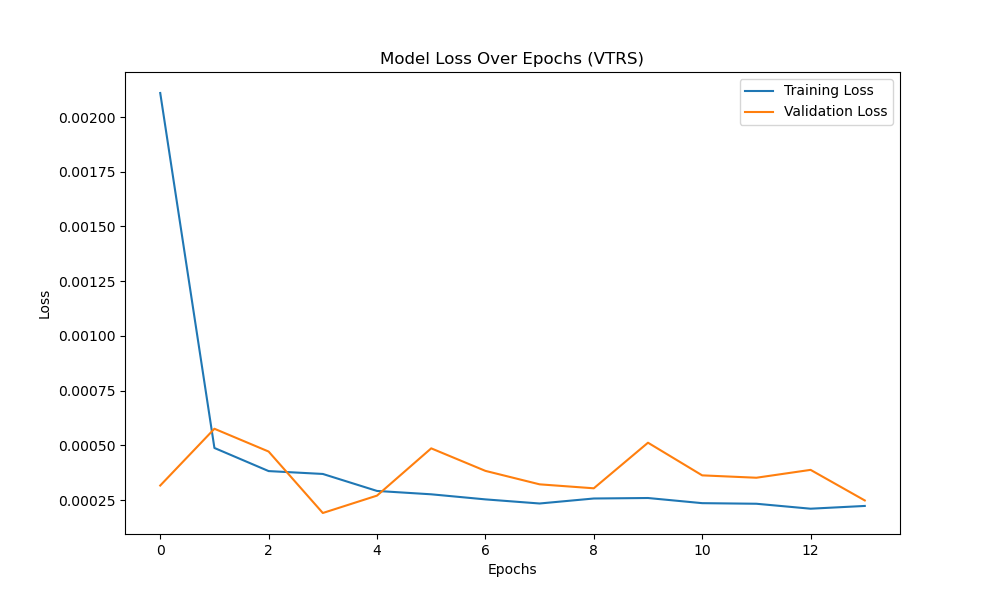 Model Loss Over Epochs (VTRS)
Training Loss
Validation Loss
0.00200
0.00175
0.00150
0.00125
0.00100
0.00075
0.00050
0.00025
Loss
0 2 4 6 8 10 12
Epochs